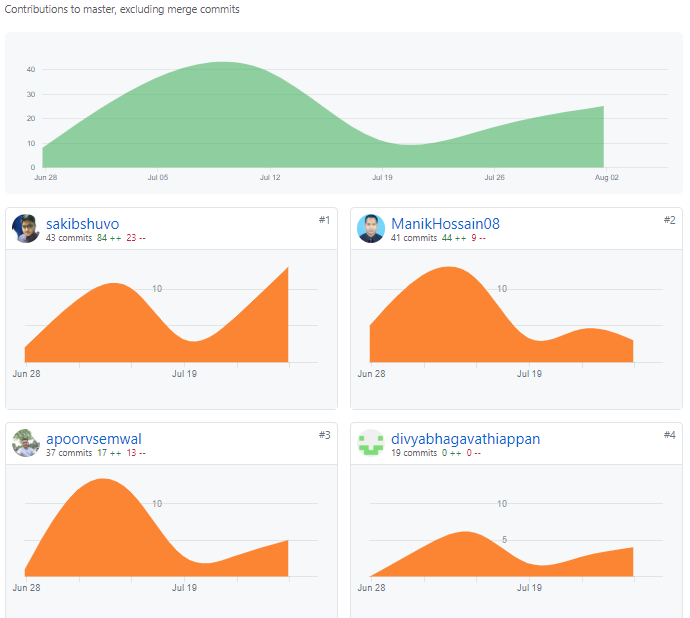 Contributions to master, excluding merge commits
40
30
20
10
0
Jun 28 Jul 05 Jul 12 Jul 19 Jul 26 Aug 02
sakibshuvo #1
43 commits 84 ++ 23 --
10
Jun 28 Jul 19
ManikHossain08 #2
41 commits 44 ++ 9 --
10
Jun 28 Jul 19
apoorvsemwal #3
37 commits 17 ++ 13 --
10
Jun 28 Jul 19
divyabhagavathiappan #4
19 commits 0 ++ 0 --
10
5
Jun 28 Jul 19